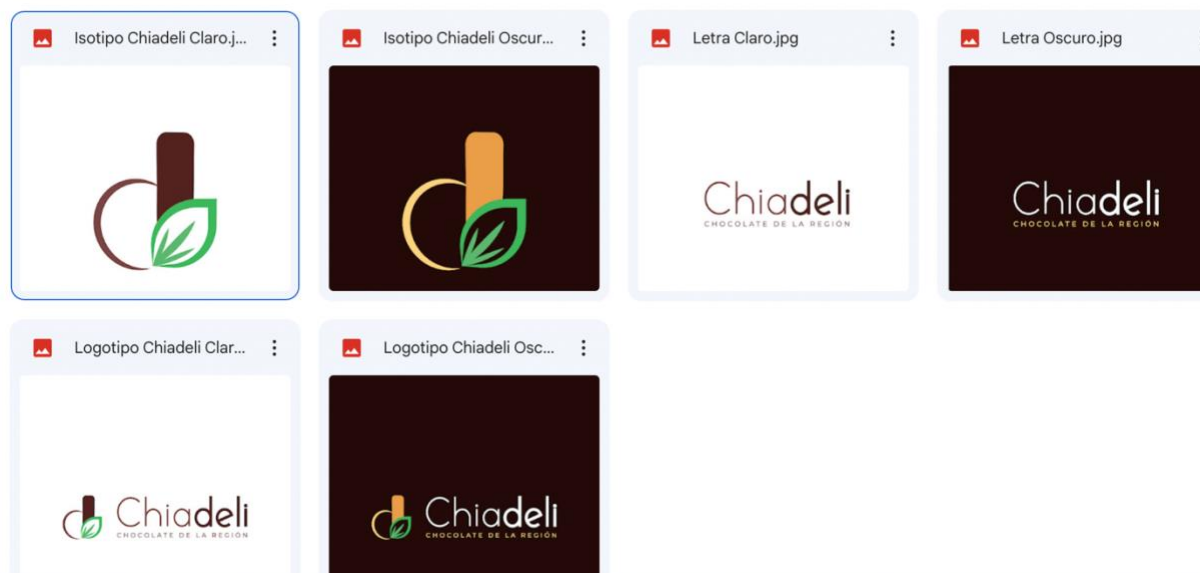 Isotipo Chiadeli Claro.j...
Isotipo Chiadeli Oscur...
Letra Claro.jpg
Letra Oscuro.jpg
Chiadeli
CHOCOLATE DE LA REGIÓN
Chiadeli
CHOCOLATE DE LA REGIÓN
Logotipo Chiadeli Clar...
Logotipo Chiadeli Osc...
Chiadeli
CHOCOLATE DE LA REGIÓN
Chiadeli
CHOCOLATE DE LA REGIÓN